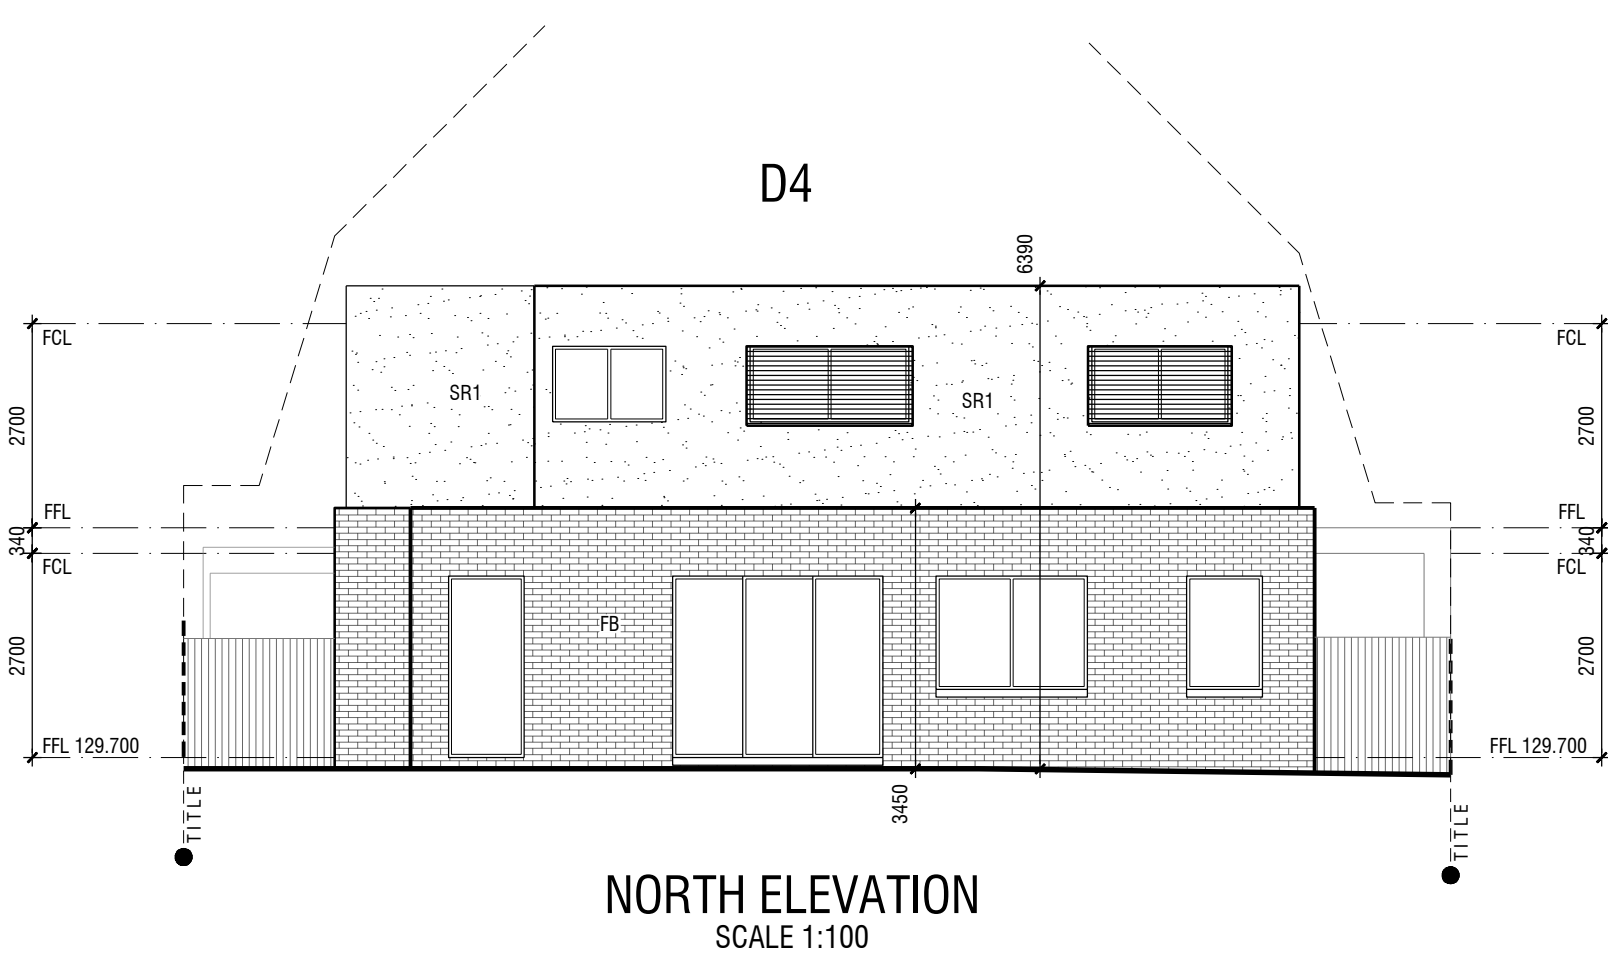 D4
6390
FCL
FCL
SR1
SR1
2700
2700
FFL
FFL
340
340
FCL
FCL
FB
2700
2700
FFL 129.700
FFL 129.700
TITLE
3450
TITLE
NORTH ELEVATION
SCALE 1:100